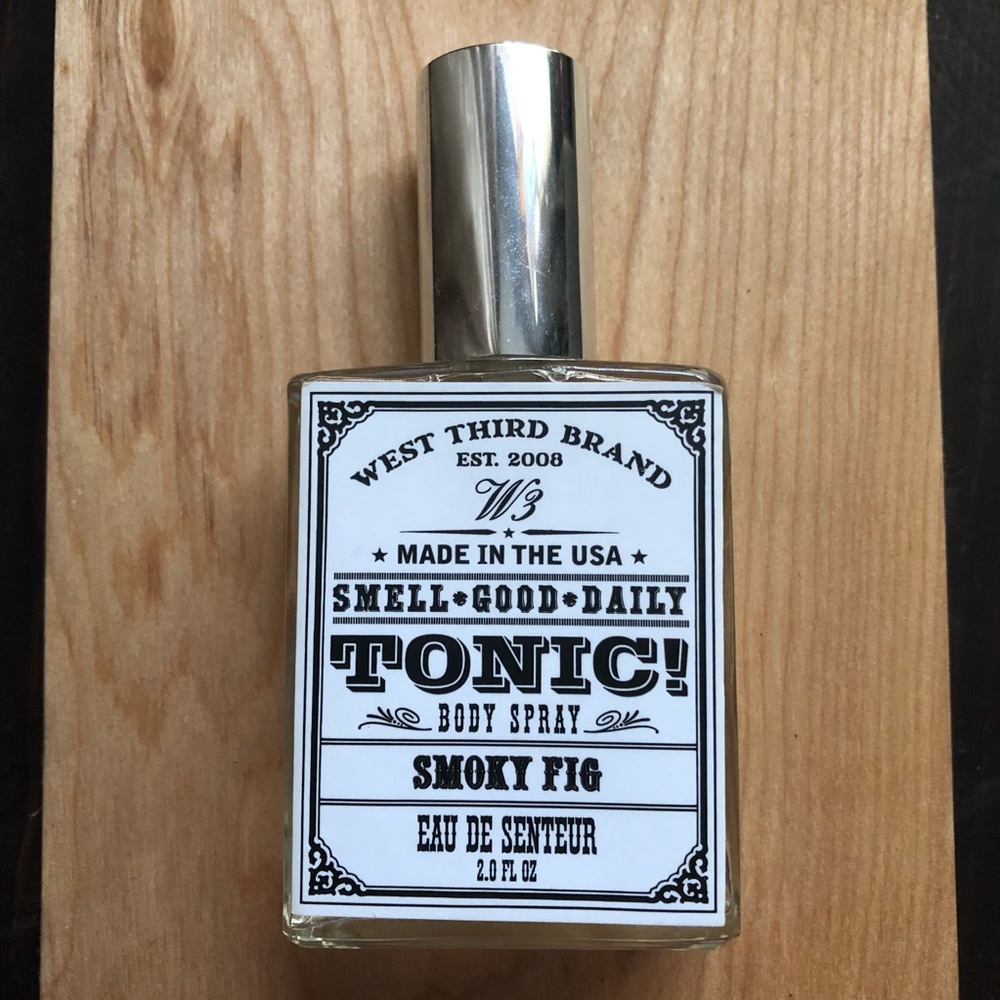 WEST THIRD BRAND
EST. 2008
W3
★ MADE IN THE USA ★
SMELL*GOOD*DAILY
TONIC!
BODY SPRAY
SMOKY FIG
EAU DE SENTEUR
2.0 FL OZ